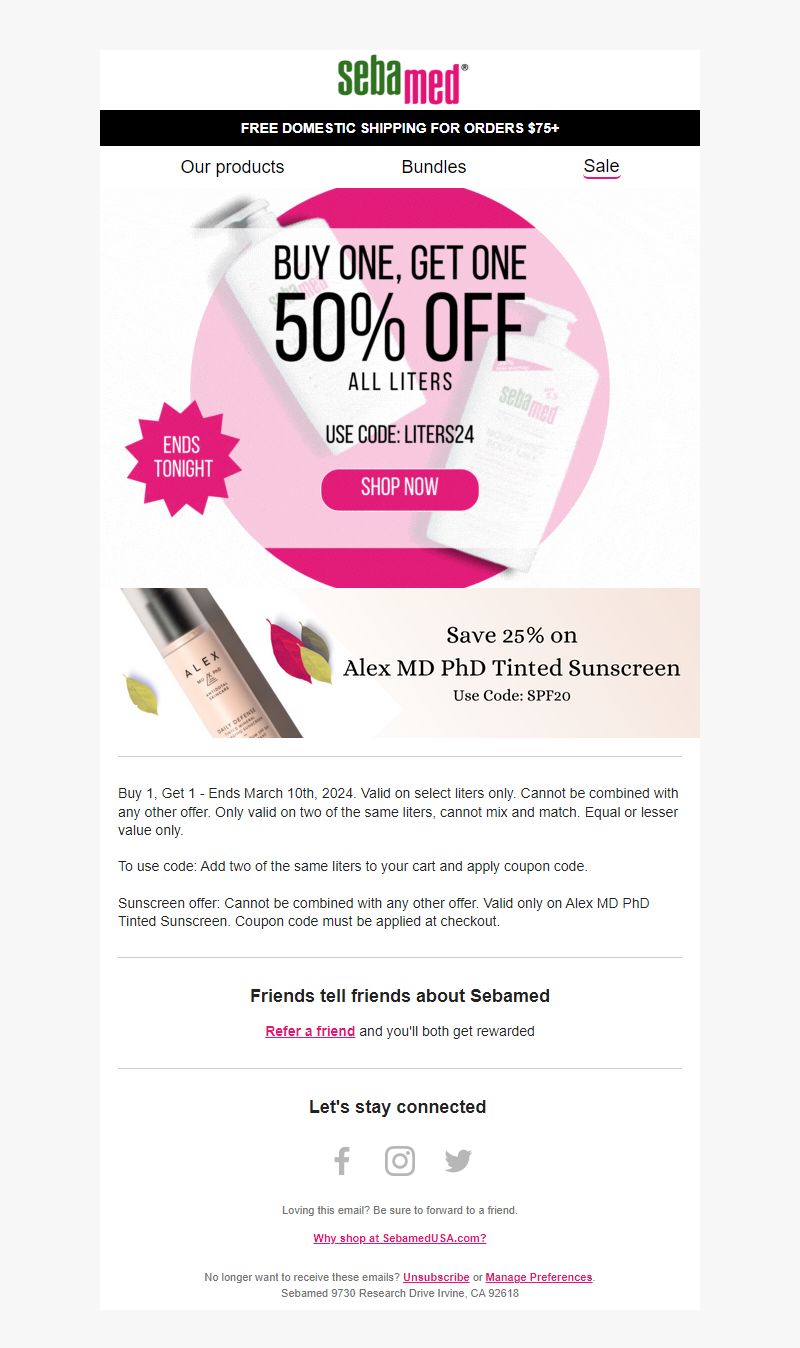 sebamed®
FREE DOMESTIC SHIPPING FOR ORDERS $75+
Our products Bundles Sale
BUY ONE, GET ONE
50% OFF
ALL LITERS
USE CODE: LITERS24
SHOP NOW
ENDS
TONIGHT
sebamed
ALEX
MD PHD
ANTIDOTAL
SKINCARE
DAILY DEFENSE
Save 25% on
Alex MD PhD Tinted Sunscreen
Use Code: SPF20
Buy 1, Get 1 - Ends March 10th, 2024. Valid on select liters only. Cannot be combined with
any other offer. Only valid on two of the same liters, cannot mix and match. Equal or lesser
value only.
To use code: Add two of the same liters to your cart and apply coupon code.
Sunscreen offer: Cannot be combined with any other offer. Valid only on Alex MD PhD
Tinted Sunscreen. Coupon code must be applied at checkout.
Friends tell friends about Sebamed
Refer a friend and you'll both get rewarded
Let's stay connected
Loving this email? Be sure to forward to a friend.
Why shop at SebamedUSA.com?
No longer want to receive these emails? Unsubscribe or Manage Preferences.
Sebamed 9730 Research Drive Irvine, CA 92618